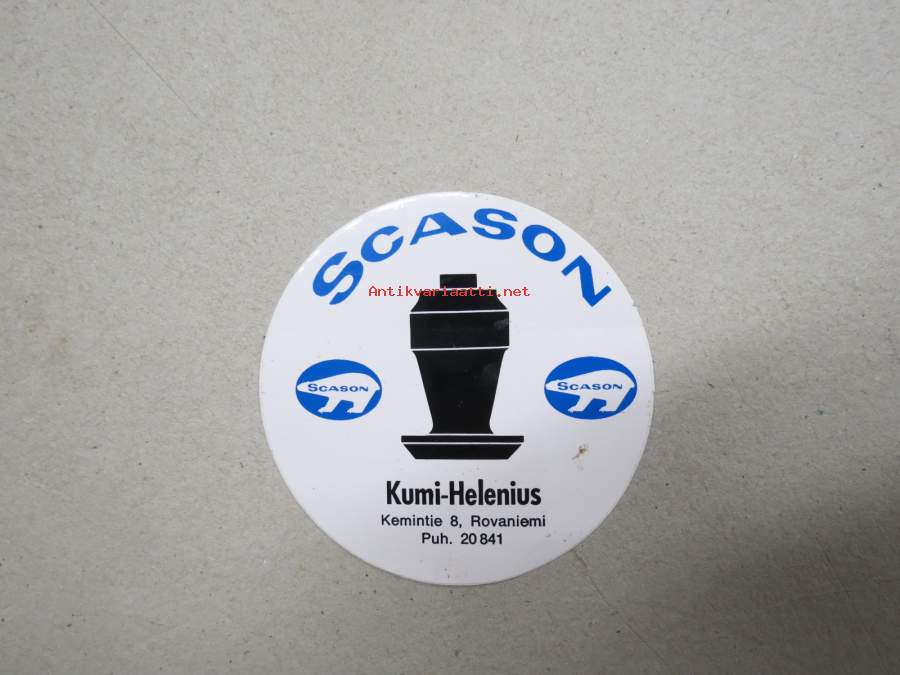 SCASON
Antikvariaatti.net
SCASON
SCASON
Kumi-Helenius
Kemintie 8, Rovaniemi
Puh. 20 841